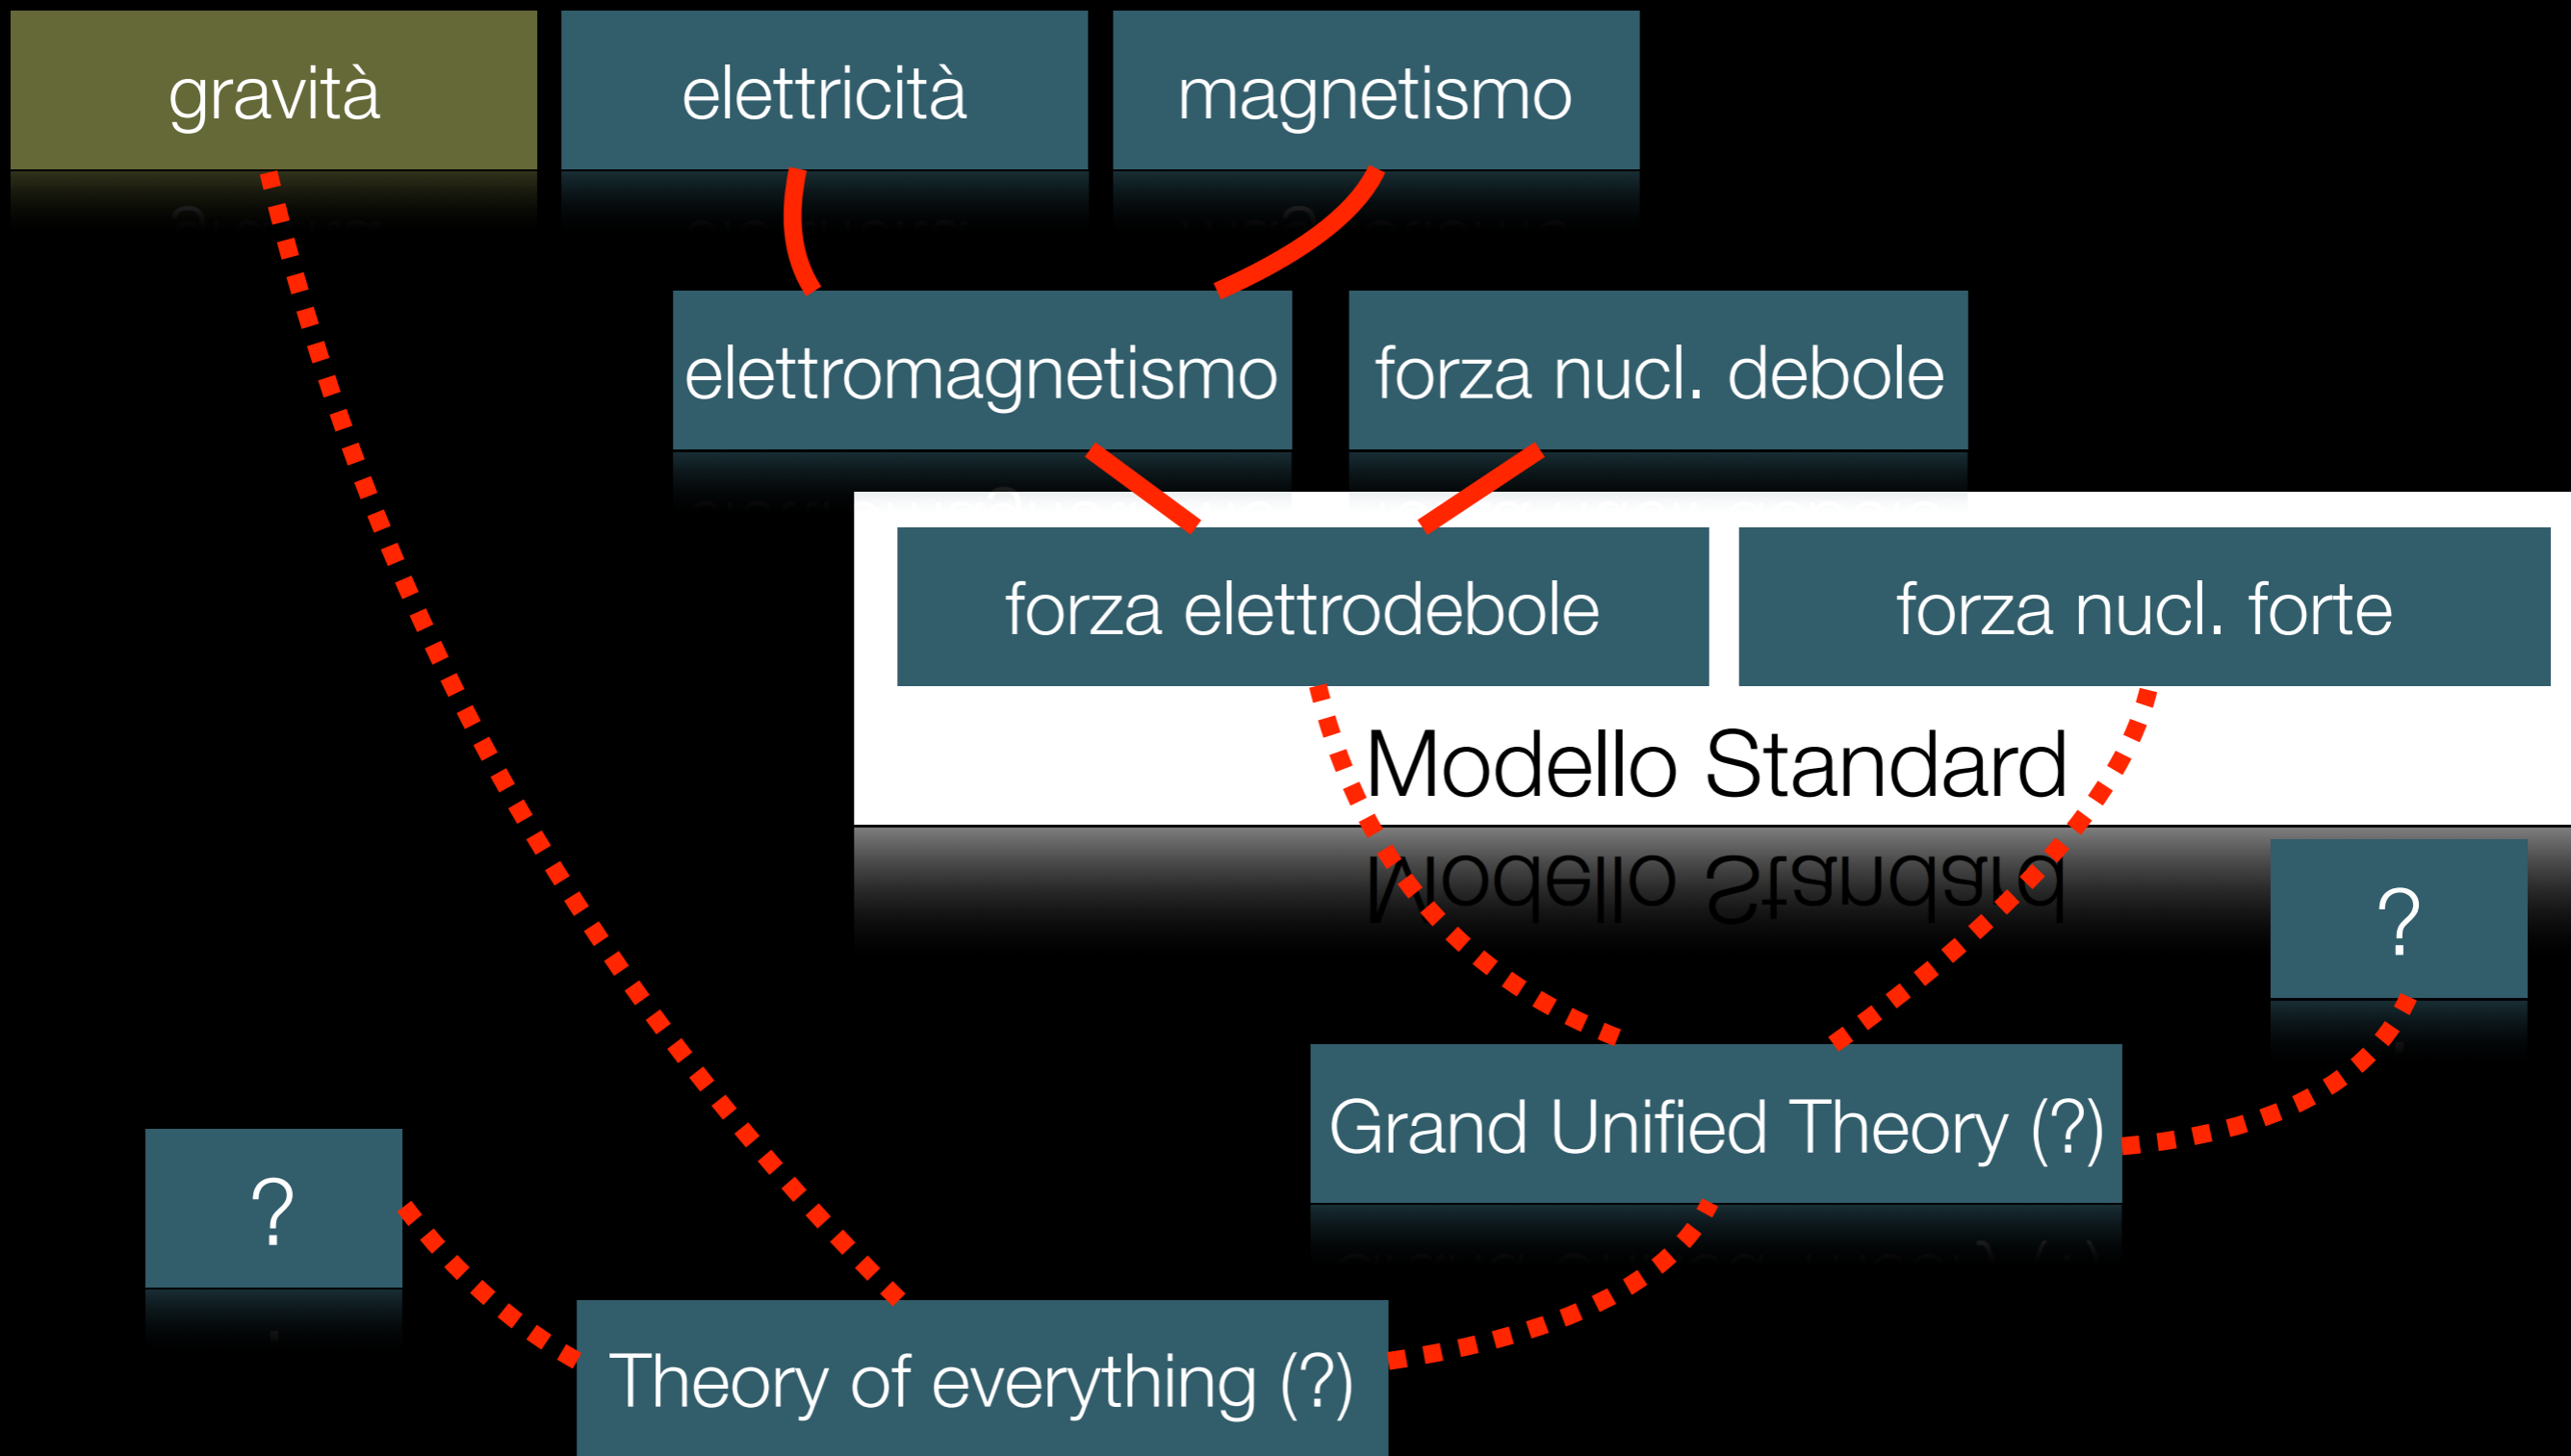 gravità
elettricità
magnetismo
elettromagnetismo
forza nucl. debole
forza elettrodebole
forza nucl. forte
Modello Standard
?
Grand Unified Theory (?)
?
Theory of everything (?)